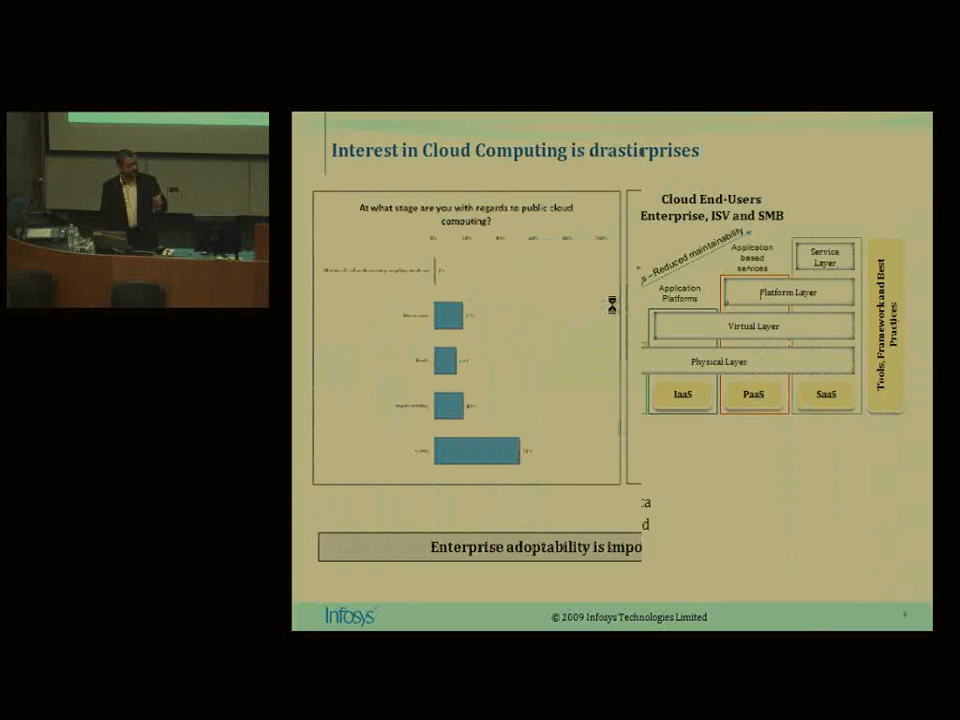 Interest in Cloud Computing is drastirprises
At what stage are you with regards to public cloud
computing?
Cloud End-Users
Enterprise, ISV and SMB
– Reduced maintainability
Application
based
services
Service
Layer
Application
Platforms
Platform Layer
Virtual Layer
Physical Layer
IaaS
PaaS
SaaS
Tools, Framework and Best
Practices
ta
d
Enterprise adoptability is impo
Infosys
© 2009 Infosys Technologies Limited